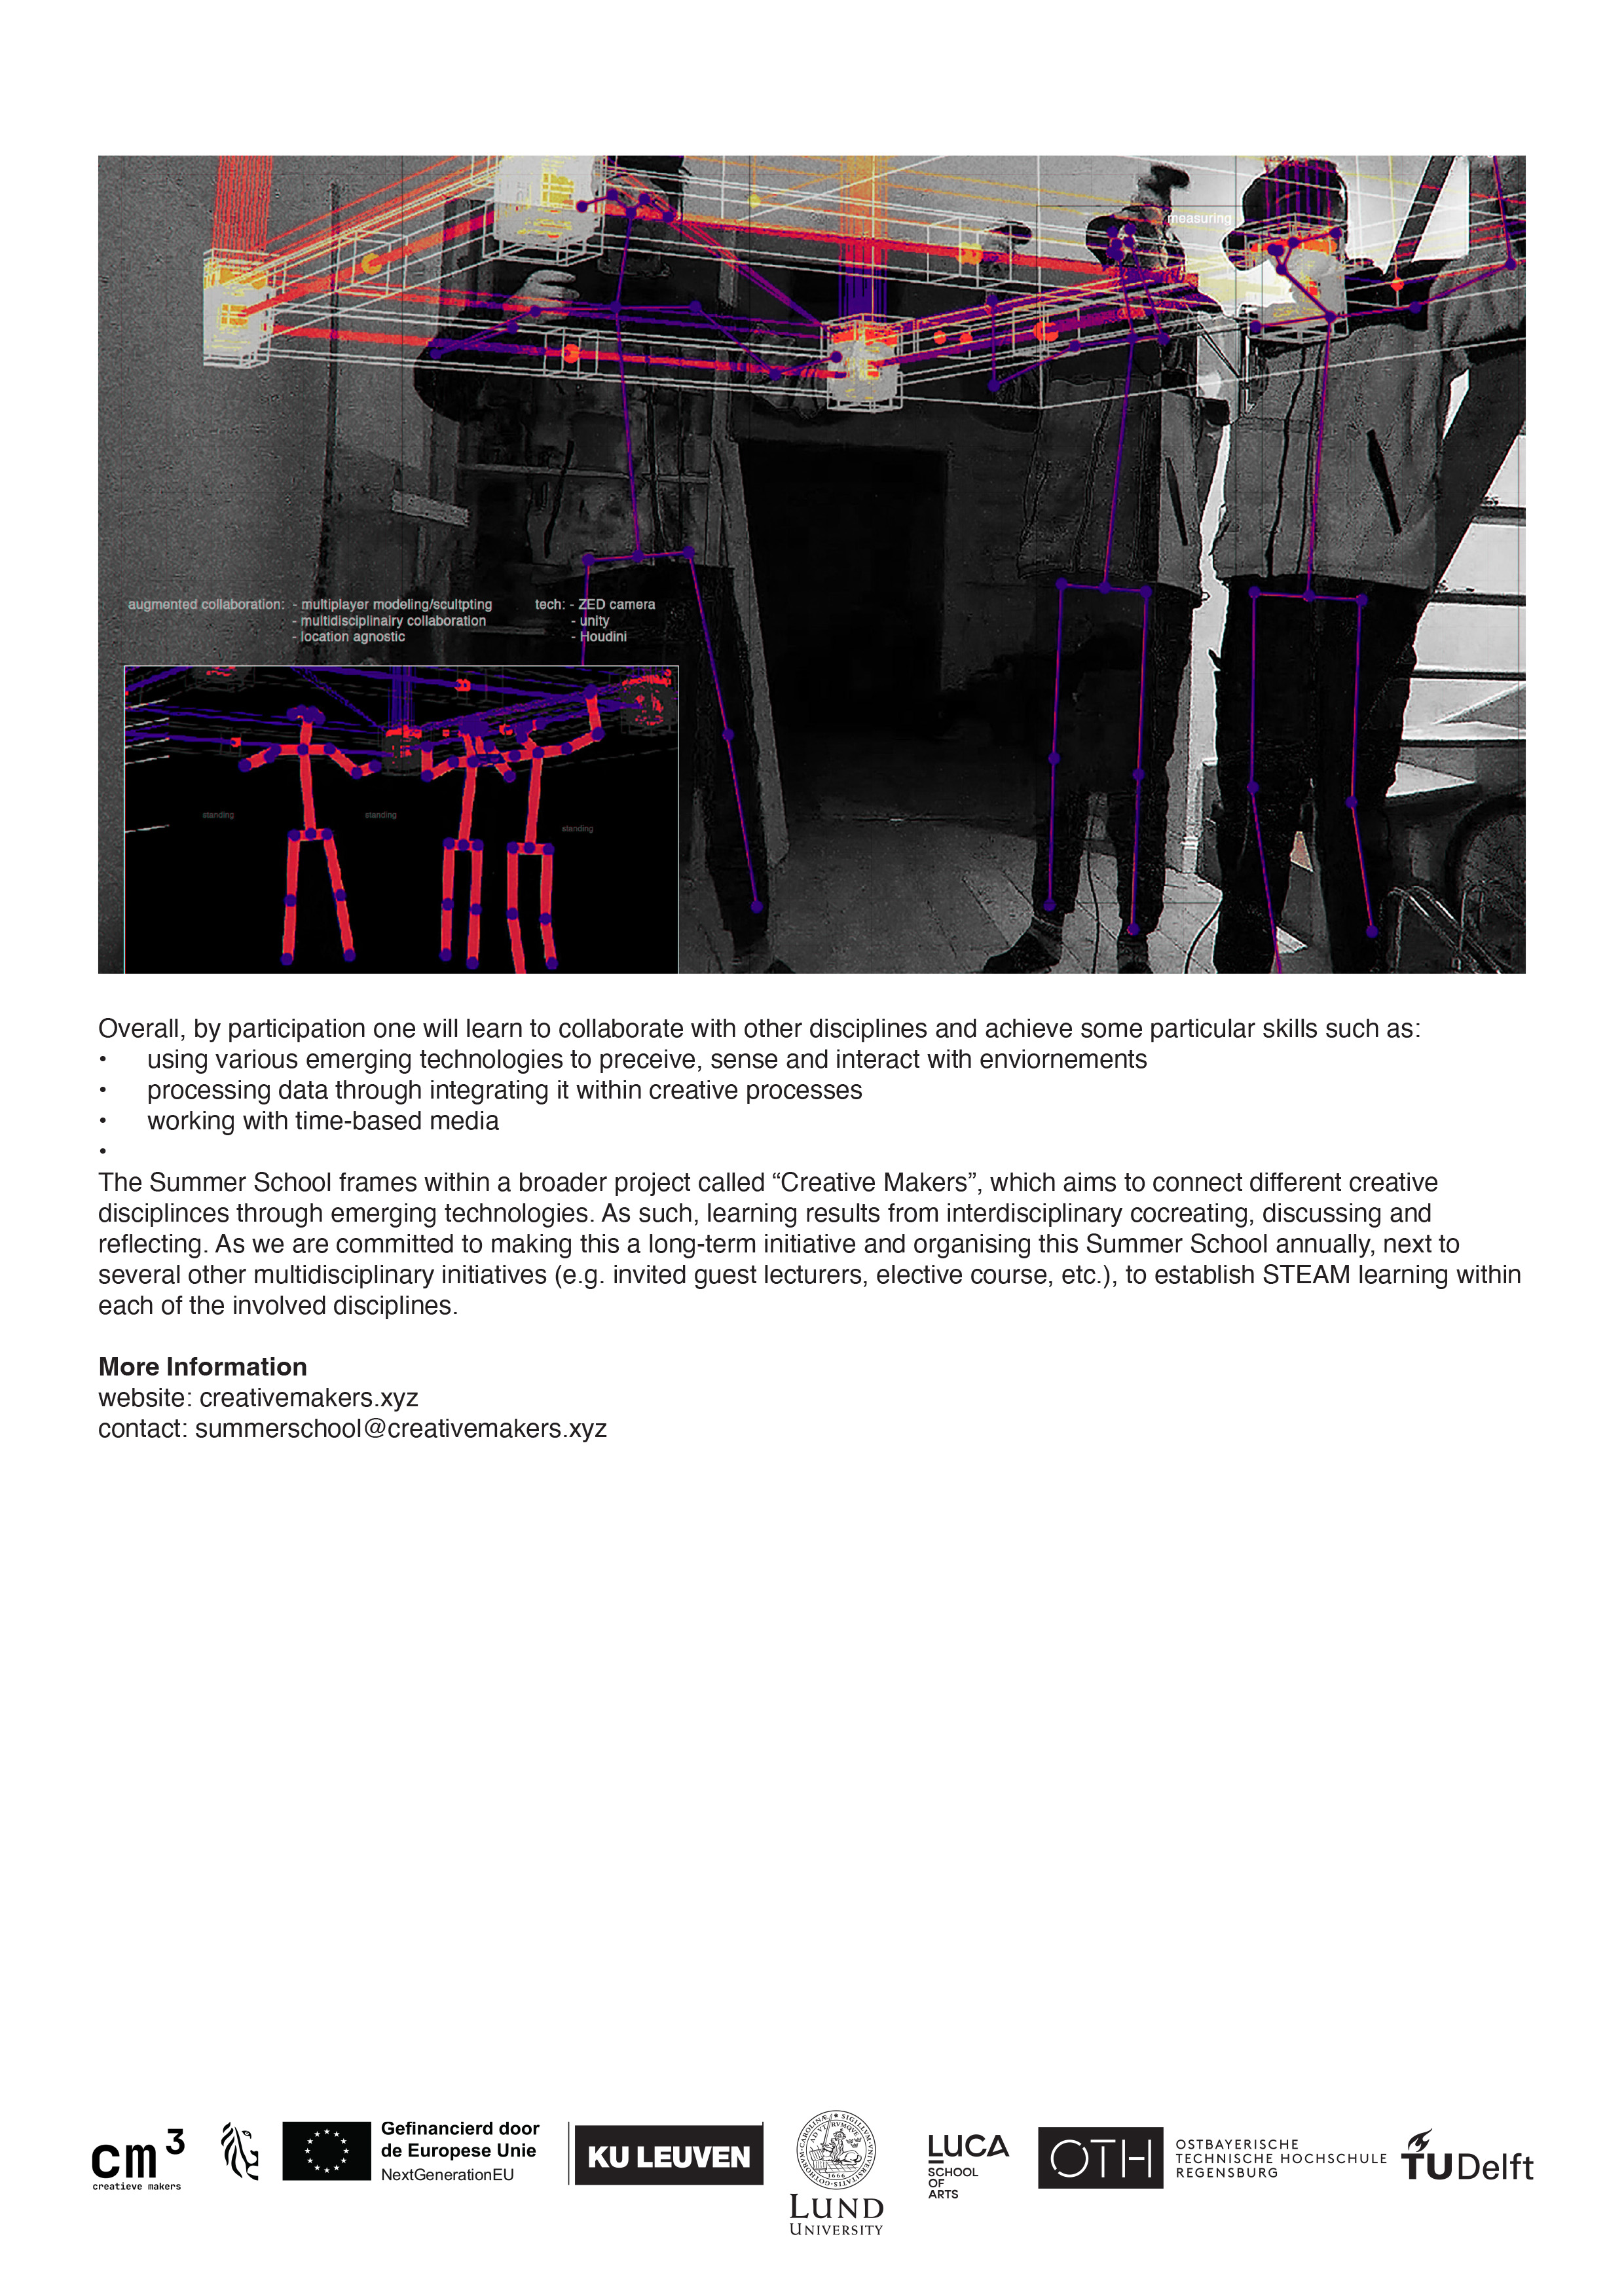 measuring
augmented collaboration: - multiplayer modeling/scultpting
- multidisciplinairy collaboration
- location agnostic
tech: - ZED camera
- unity
- Houdini
standing
standing
standing
Overall, by participation one will learn to collaborate with other disciplines and achieve some particular skills such as:
• using various emerging technologies to preceive, sense and interact with enviornements
• processing data through integrating it within creative processes
• working with time-based media
•
The Summer School frames within a broader project called “Creative Makers”, which aims to connect different creative
disciplinces through emerging technologies. As such, learning results from interdisciplinary cocreating, discussing and
reflecting. As we are committed to making this a long-term initiative and organising this Summer School annually, next to
several other multidisciplinary initiatives (e.g. invited guest lecturers, elective course, etc.), to establish STEAM learning within
each of the involved disciplines.
More Information
website: creativemakers.xyz
contact: summerschool@creativemakers.xyz
cm³
creatieve makers
Gefinancierd door
de Europese Unie
NextGenerationEU
KU LEUVEN
1666
LUND
UNIVERSITY
LUCA
SCHOOL
OF
ARTS
OTH
OSTBAYERISCHE
TECHNISCHE HOCHSCHULE
REGENSBURG
TU Delft